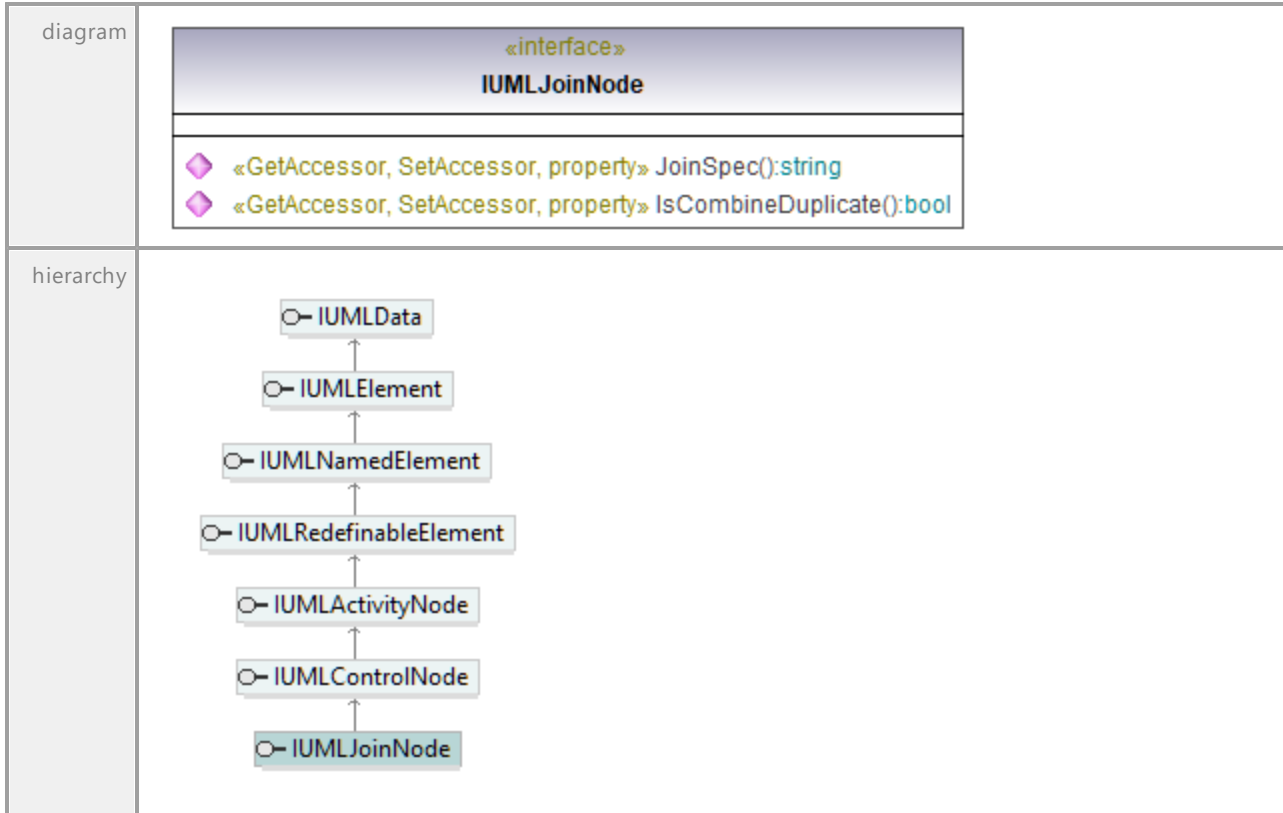 diagram
«interface»
IUMLJoinNode
«GetAccessor, SetAccessor, property» JoinSpec():string
«GetAccessor, SetAccessor, property» IsCombineDuplicate():bool
hierarchy
IUMLData
IUMLElement
IUMLNamedElement
IUMLRedefinableElement
IUMLActivityNode
IUMLControlNode
IUMLJoinNode